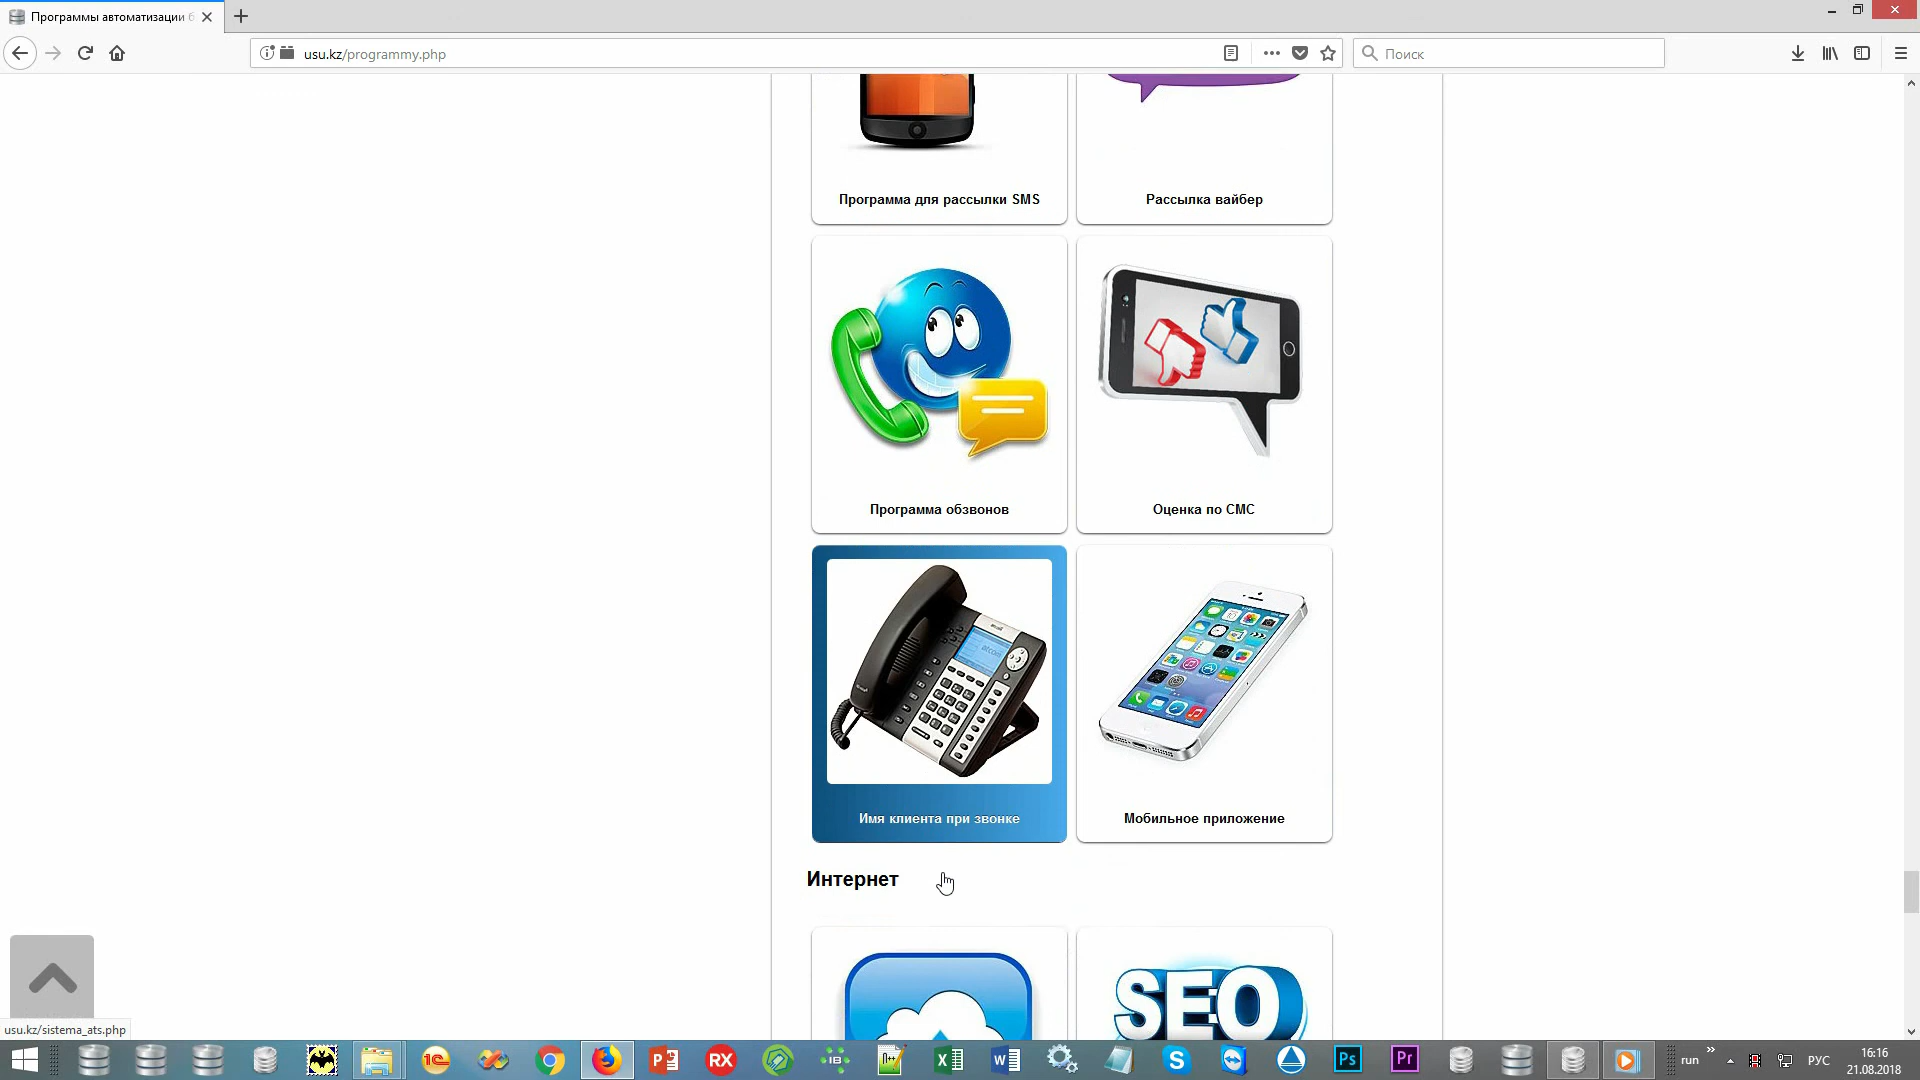 Программы автоматизации б
usu.kz/programmy.php
Поиск
Программа для рассылки SMS
Рассылка вайбер
Программа обзвонов
Оценка по СМС
Имя клиента при звонке
Мобильное приложение
Интернет
SEO
usu.kz/sistema_ats.php
run
РУС
16:16
21.08.2018